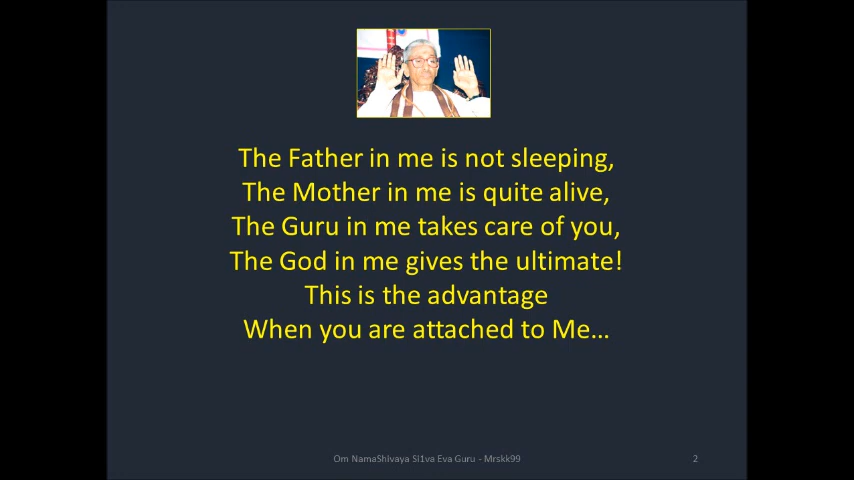 The Father in me is not sleeping,
The Mother in me is quite alive,
The Guru in me takes care of you,
The God in me gives the ultimate!
This is the advantage
When you are attached to Me…
Om NamaShivaya Si1va Eva Guru - Mrskk99
2